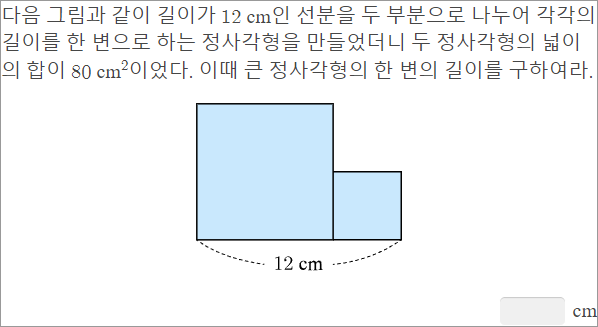 다음 그림과 같이 길이가 12 cm인 선분을 두 부분으로 나누어 각각의
길이를 한 변으로 하는 정사각형을 만들었더니 두 정사각형의 넓이
의 합이 80 cm²이었다. 이때 큰 정사각형의 한 변의 길이를 구하여라.
12 cm
cm